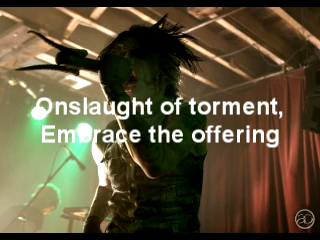 Onslaught of torment,
Embrace the offering